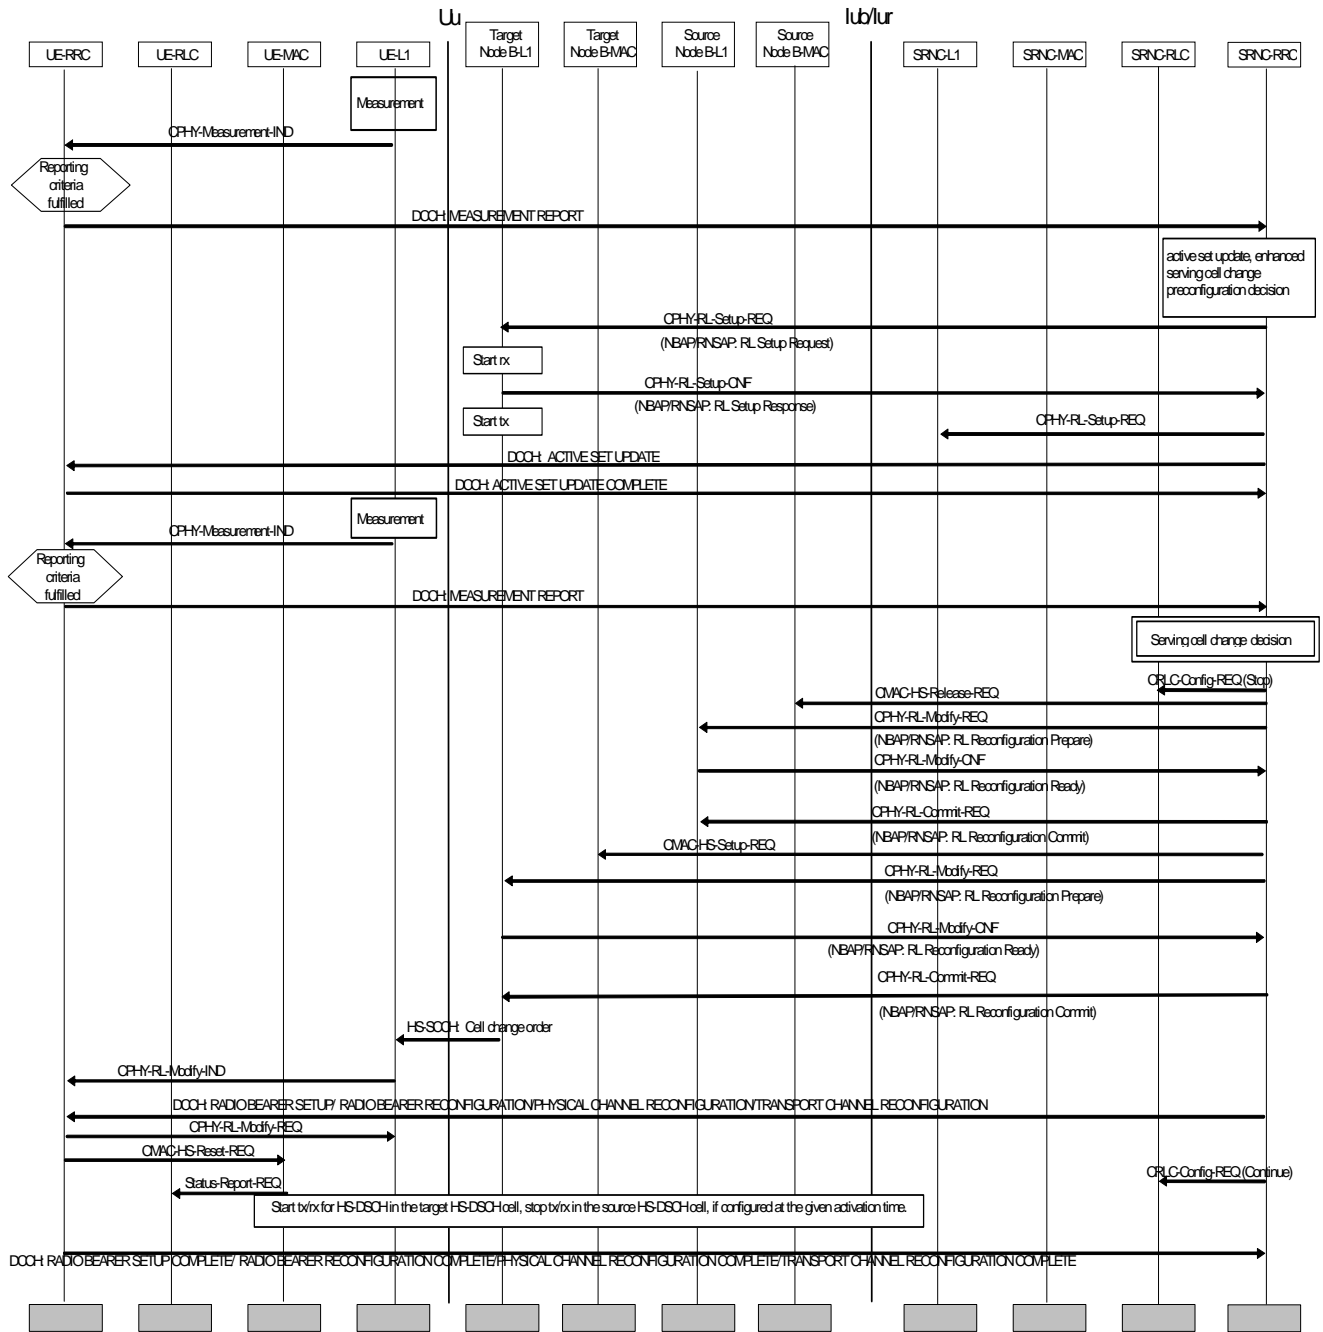 Uu
Iub/Iur
UE-RRC
UE-RLC
UE-MAC
UE-L1
Target
Node B-L1
Target
Node B-MAC
Source
Node B-L1
Source
Node B-MAC
SRNC-L1
SRNC-MAC
SRNC-RLC
SRNC-RRC
Measurement
CPHY-Measurement-IND
Reporting
criteria
fulfilled
DCCH: MEASUREMENT REPORT
active set update, enhanced
serving cell change
preconfiguration decision
CPHY-RL-Setup-REQ
(NBAP/RNSAP: RL Setup Request)
Start rx
CPHY-RL-Setup-CNF
(NBAP/RNSAP: RL Setup Response)
Start tx
CPHY-RL-Setup-REQ
DCCH: ACTIVE SET UPDATE
DCCH: ACTIVE SET UPDATE COMPLETE
Measurement
CPHY-Measurement-IND
Reporting
criteria
fulfilled
DCCH: MEASUREMENT REPORT
Serving cell change decision
CRLC-Config-REQ (Stop)
CMAC-HS-Release-REQ
CPHY-RL-Modify-REQ
(NBAP/RNSAP: RL Reconfiguration Prepare)
CPHY-RL-Modify-CNF
(NBAP/RNSAP: RL Reconfiguration Ready)
CPHY-RL-Commit-REQ
(NBAP/RNSAP: RL Reconfiguration Commit)
CMAC-HS-Setup-REQ
CPHY-RL-Modify-REQ
(NBAP/RNSAP: RL Reconfiguration Prepare)
CPHY-RL-Modify-CNF
(NBAP/RNSAP: RL Reconfiguration Ready)
CPHY-RL-Commit-REQ
(NBAP/RNSAP: RL Reconfiguration Commit)
HS-SCCH: Cell change order
CPHY-RL-Modify-IND
DCCH: RADIO BEARER SETUP/ RADIO BEARER RECONFIGURATION/PHYSICAL CHANNEL RECONFIGURATION/TRANSPORT CHANNEL RECONFIGURATION
CPHY-RL-Modify-REQ
CMAC-HS-Reset-REQ
CRLC-Config-REQ (Continue)
Status-Report-REQ
Start tx/rx for HS-DSCH in the target HS-DSCH cell, stop tx/rx in the source HS-DSCH cell, if configured at the given activation time.
DCCH: RADIO BEARER SETUP COMPLETE/ RADIO BEARER RECONFIGURATION COMPLETE/PHYSICAL CHANNEL RECONFIGURATION COMPLETE/TRANSPORT CHANNEL RECONFIGURATION COMPLETE